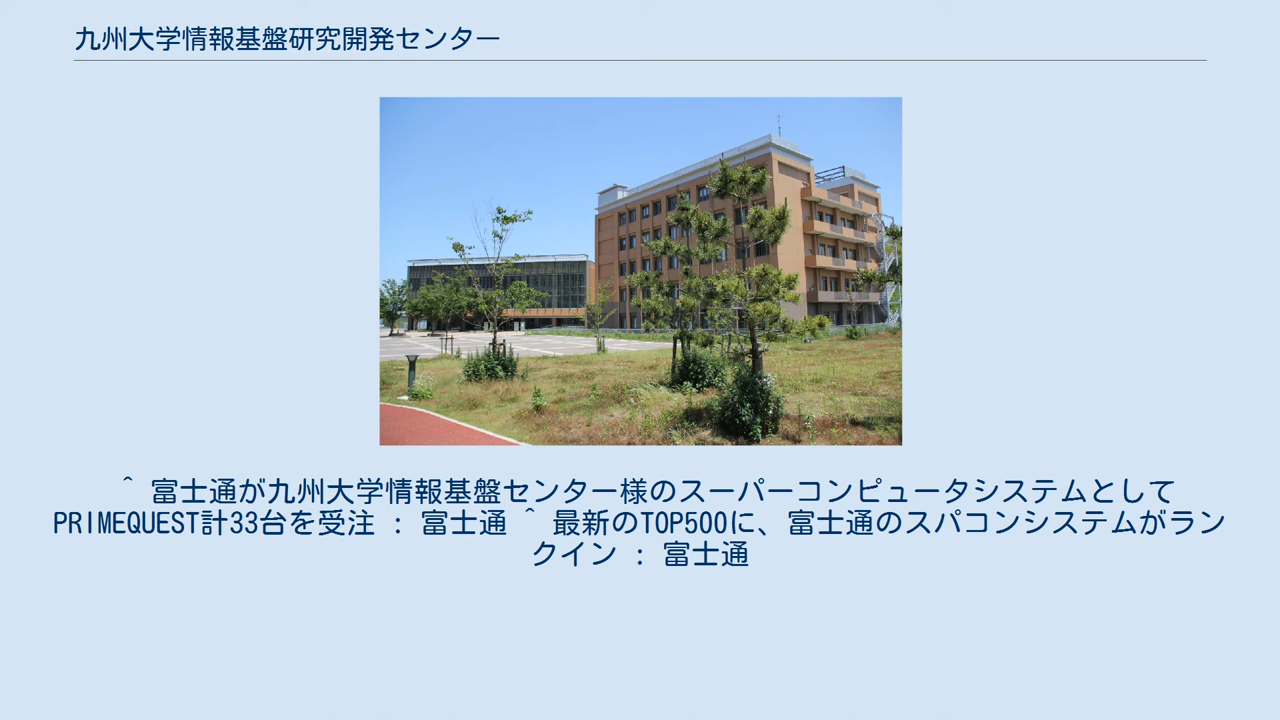 九州大学情報基盤研究開発センター
^ 富士通が九州大学情報基盤センター様のスーパーコンピュータシステムとして
PRIMEQUEST計33台を受注 : 富士通 ^ 最新のTOP500に、富士通のスパコンシステムがラン
クイン : 富士通